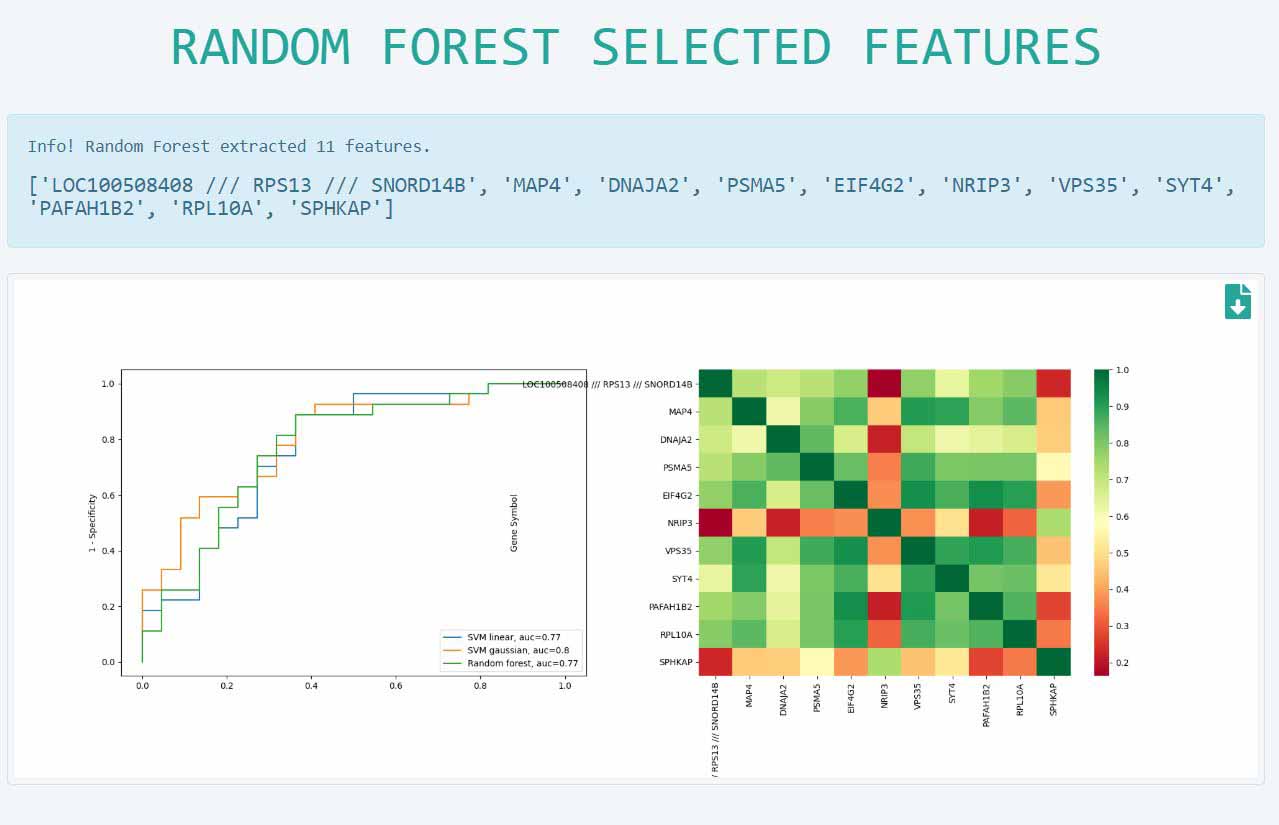 RANDOM FOREST SELECTED FEATURES
Info! Random Forest extracted 11 features.
['LOC100508408 /// RPS13 /// SNORD14B', 'MAP4', 'DNAJA2', 'PSMA5', 'EIF4G2', 'NRIP3', 'VPS35', 'SYT4',
'PAFAH1B2', 'RPL10A', 'SPHKAP']
1 - Specificity
1.0
0.8
0.6
0.4
0.2
0.0
0.0 0.2 0.4 0.6 0.8 1.0
SVM linear, auc=0.77
SVM gaussian, auc=0.8
Random forest, auc=0.77
Gene Symbol
LOC100508408 /// RPS13 /// SNORD14B
MAP4
DNAJA2
PSMA5
EIF4G2
NRIP3
VPS35
SYT4
PAFAH1B2
RPL10A
SPHKAP
/ RPS13 /// SNORD14B
MAP4
DNAJA2
PSMA5
EIF4G2
NRIP3
VPS35
SYT4
PAFAH1B2
RPL10A
SPHKAP
1.0
0.9
0.8
0.7
0.6
0.5
0.4
0.3
0.2